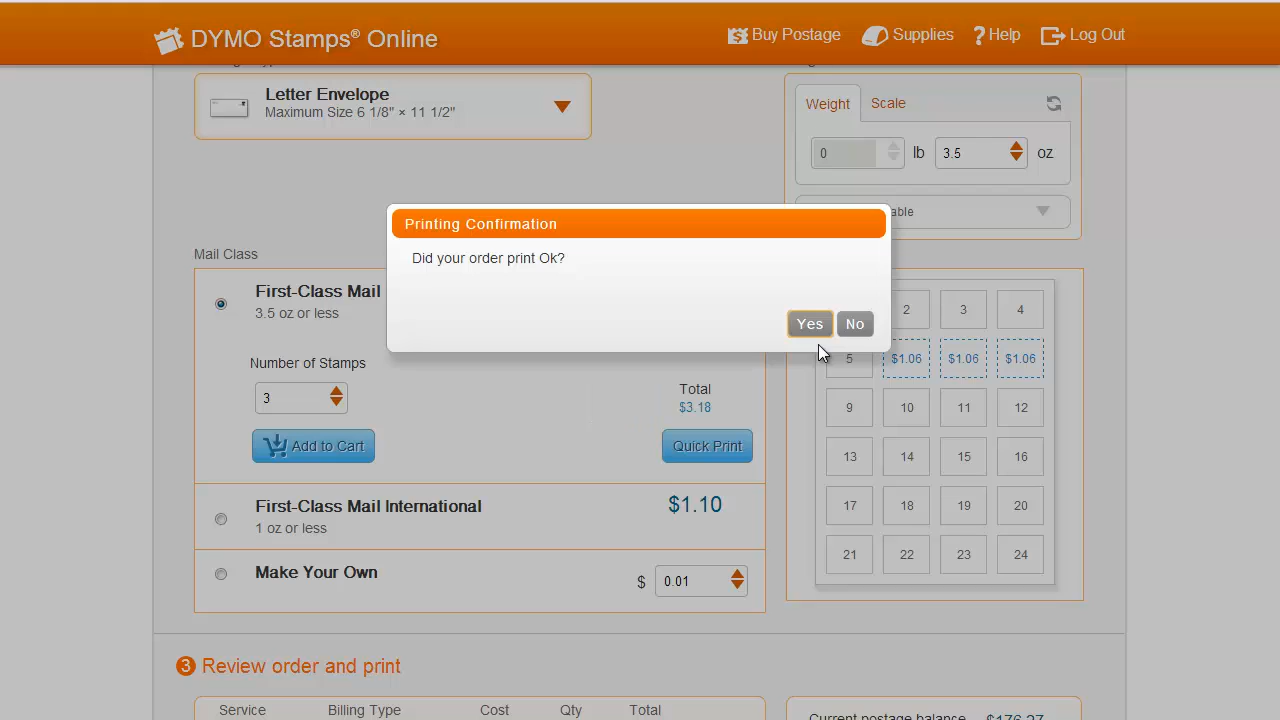 DYMO Stamps® Online
Buy Postage
Supplies
? Help
Log Out
Letter Envelope
Maximum Size 6 1/8" × 11 1/2"
Weight
Scale
0
lb
3.5
oz
Printing Confirmation
Did your order print Ok?
Yes
No
Mail Class
First-Class Mail
3.5 oz or less
Number of Stamps
3
Total
$3.18
Add to Cart
Quick Print
First-Class Mail International
$1.10
1 oz or less
Make Your Own
$
0.01
2
3
4
5
$1.06
$1.06
$1.06
9
10
11
12
13
14
15
16
17
18
19
20
21
22
23
24
3 Review order and print
Service
Billing Type
Cost
Qty
Total
Current postage balance
$176.27